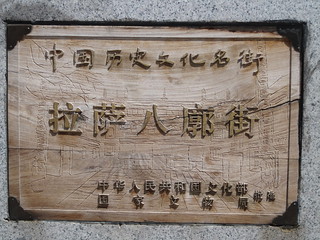 中国历史文化名街
拉萨八廓街
中华人民共和国文化部
国家文物局